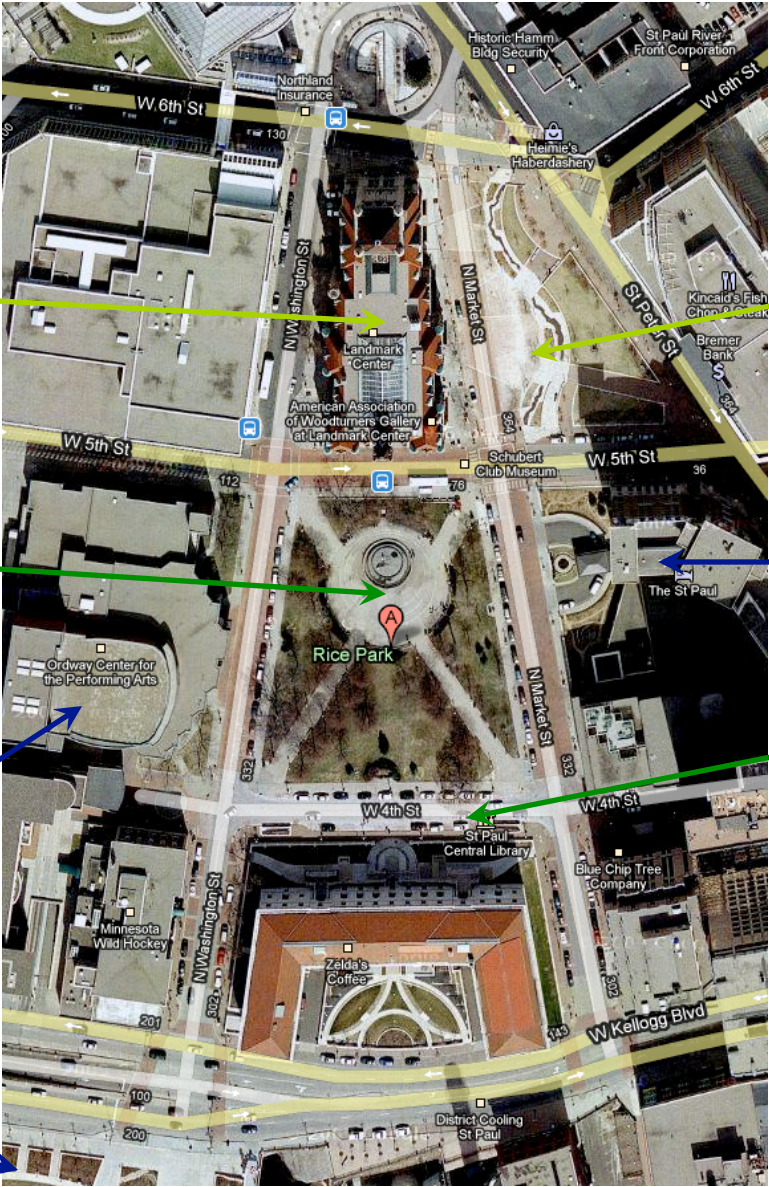 Historic Hamm
Bldg Security
St Paul River
Front Corporation
Northland
Insurance
W 6th St
W 6th St
130
Heimie's
Haberdashery
N Washington St
N Market St
St Peter St
Kincaid's Fish
Chop & Steak
Landmark
Center
Bremer
Bank
American Association
of Woodturners Gallery
at Landmark Center
364
364
W 5th St
Schubert
Club Museum
W 5th St
36
112
76
The St Paul
A
Rice Park
Ordway Center for
the Performing Arts
N Market St
332
332
W 4th St
W 4th St
St Paul
Central Library
Blue Chip Tree
Company
N Washington St
Minnesota
Wild Hockey
Zelda's
Coffee
302
302
201
143
W Kellogg Blvd
100
200
District Cooling
St Paul